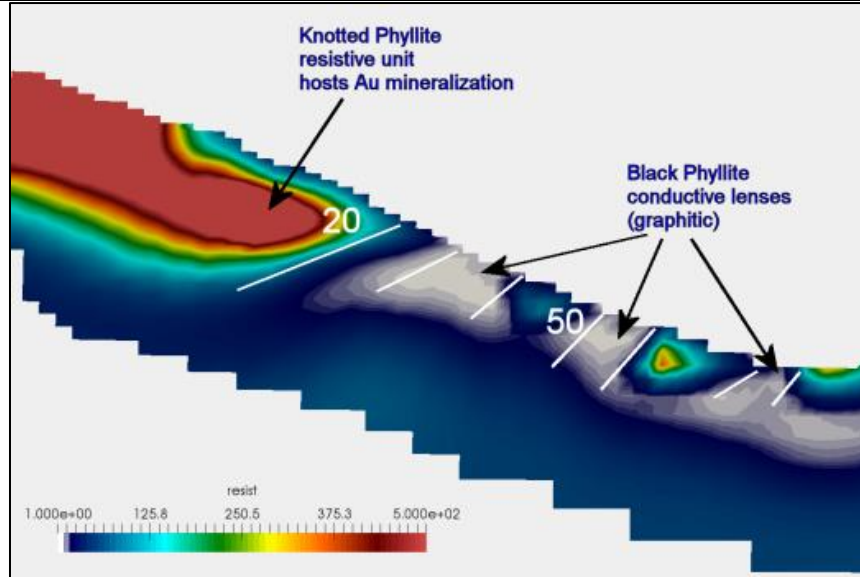 Knotted Phyllite
resistive unit
hosts Au mineralization
Black Phyllite
conductive lenses
(graphitic)
20
50
resist
1.000e+00 125.8 250.5 375.3 5.000e+02